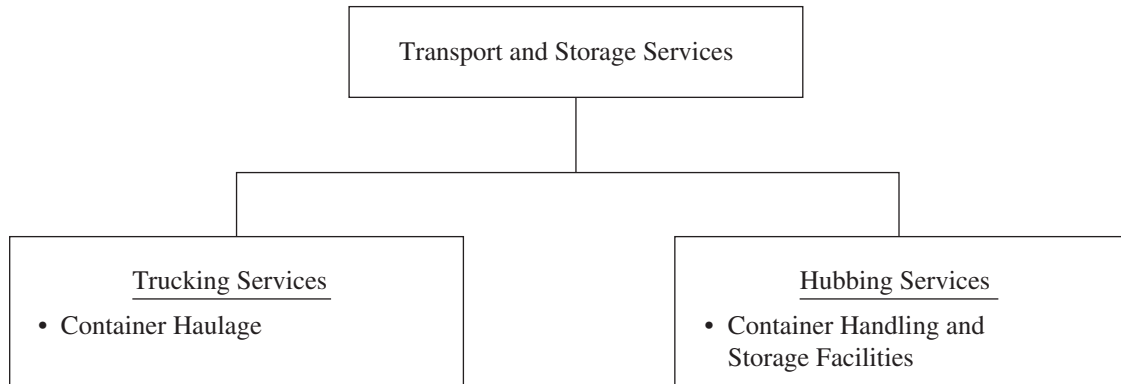 Transport and Storage Services
Trucking Services
• Container Haulage
Hubbing Services
• Container Handling and
Storage Facilities